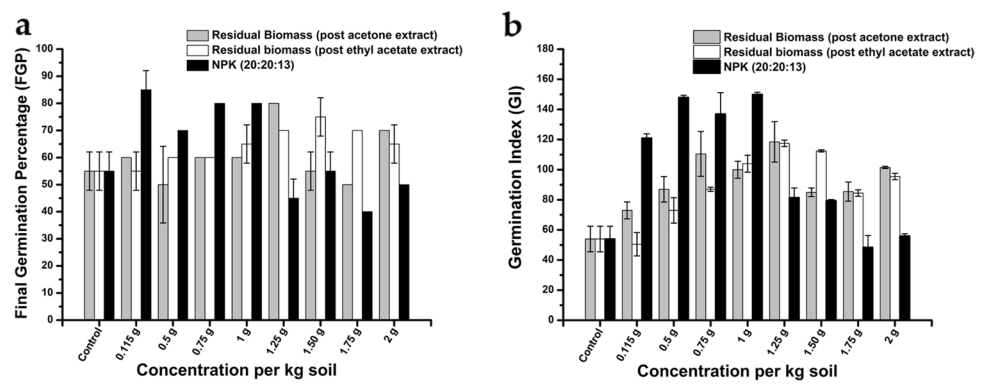 a
Residual Biomass (post acetone extract)
Residual biomass (post ethyl acetate extract)
NPK (20:20:13)
Final Germination Percentage (FGP)
100
90
80
70
60
50
40
30
20
10
0
Control
0.115 g
0.5 g
0.75 g
1 g
1.25 g
1.50 g
1.75 g
2 g
Concentration per kg soil
b
Residual Biomass (post acetone extract)
Residual biomass (post ethyl acetate extract)
NPK (20:20:13)
Germination Index (GI)
180
160
140
120
100
80
60
40
20
0
Control
0.115 g
0.5 g
0.75 g
1 g
1.25 g
1.50 g
1.75 g
2 g
Concentration per kg soil